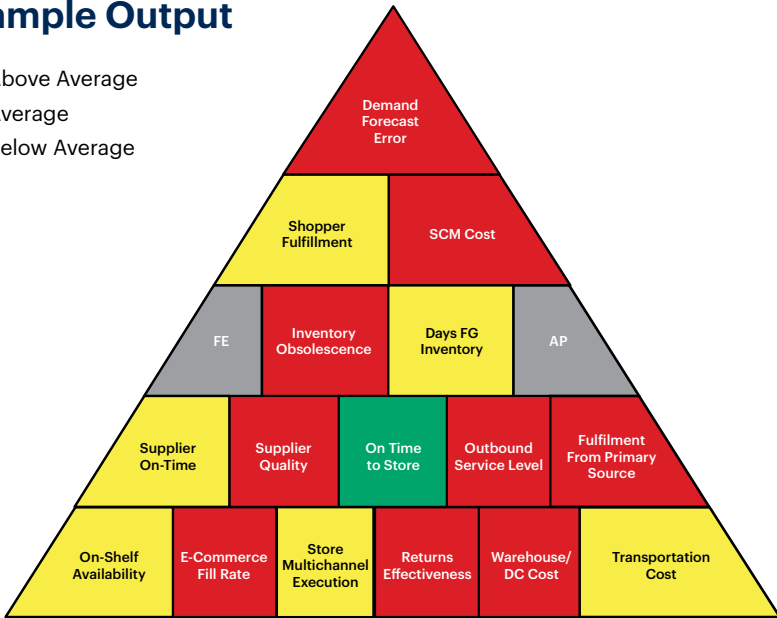 ample Output
bove Average
verage
elow Average
Demand
Forecast
Error
Shopper
Fulfillment
SCM Cost
FE
Inventory
Obsolescence
Days FG
Inventory
AP
Supplier
On-Time
Supplier
Quality
On Time
to Store
Outbound
Service Level
Fulfilment
From Primary
Source
On-Shelf
Availability
E-Commerce
Fill Rate
Store
Multichannel
Execution
Returns
Effectiveness
Warehouse/
DC Cost
Transportation
Cost